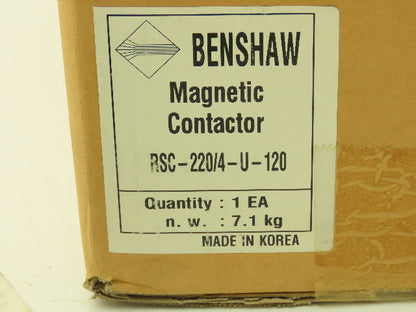 BENSHAW
Magnetic
Contactor
RSC-220/4-U-120
Quantity : 1 EA
n. w. : 7.1 kg
MADE IN KOREA